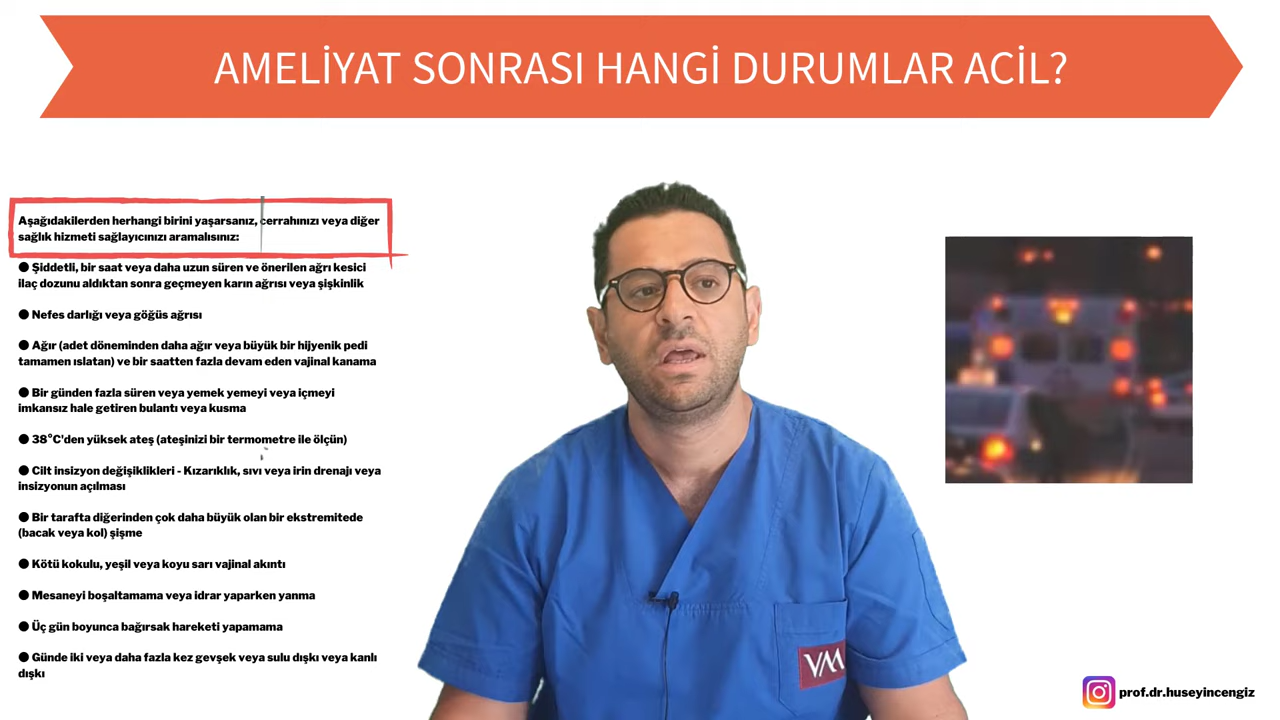 AMELİYAT SONRASI HANGİ DURUMLAR ACİL?
Aşağıdakilerden herhangi birini yaşarsanız, cerrahınızı veya diğer
sağlık hizmeti sağlayıcınızı aramalısınız:
● Şiddetli, bir saat veya daha uzun süren ve önerilen ağrı kesici
ilaç dozunu aldıktan sonra geçmeyen karın ağrısı veya şişkinlik
● Nefes darlığı veya göğüs ağrısı
● Ağır (adet döneminden daha ağır veya büyük bir hijyenik pedi
tamamen ıslatan) ve bir saatten fazla devam eden vajinal kanama
● Bir günden fazla süren veya yemek yemeyi veya içmeyi
imkansız hale getiren bulantı veya kusma
● 38°C'den yüksek ateş (ateşinizi bir termometre ile ölçün)
● Cilt insizyon değişiklikleri - Kızarıklık, sıvı veya irin drenajı veya
insizyonun açılması
● Bir tarafta diğerinden çok daha büyük olan bir ekstremitede
(bacak veya kol) şişme
● Kötü kokulu, yeşil veya koyu sarı vajinal akıntı
● Mesaneyi boşaltamama veya idrar yaparken yanma
● Üç gün boyunca bağırsak hareketi yapamama
● Günde iki veya daha fazla kez gevşek veya sulu dışkı veya kanlı
dışkı
VM
prof.dr.huseyincengiz